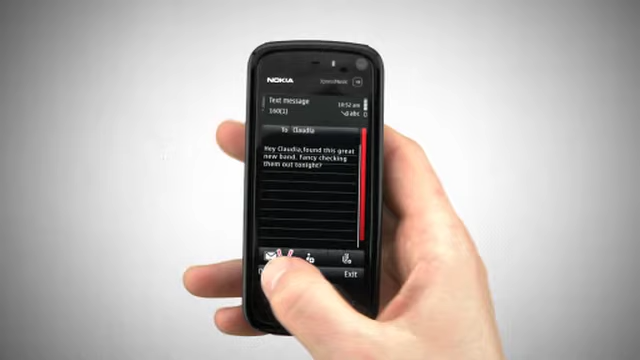 NOKIA XpressMusic
Text message
10:52 am
160(1)
abc
To Claudia
Hey Claudia,found this great
new band. Fancy checking
them out tonight?
Exit